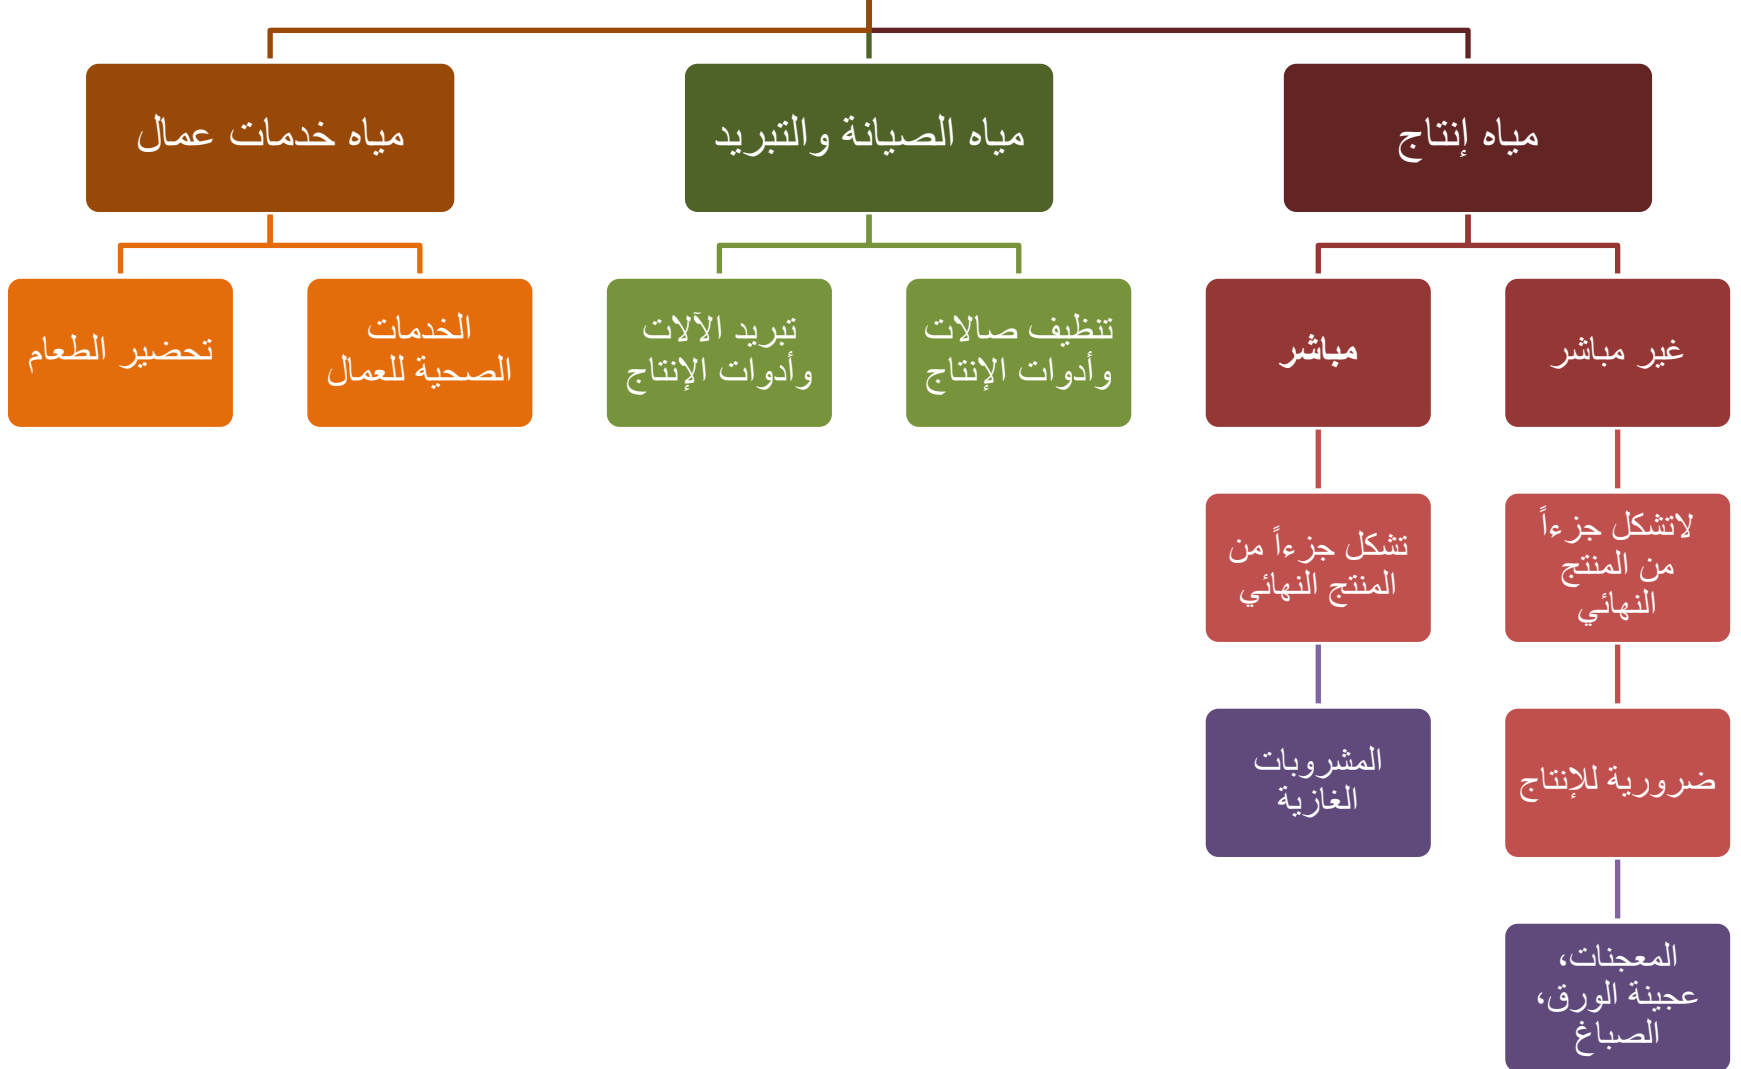 مياه إنتاج
مياه الصيانة والتبريد
مياه خدمات عمال
غير مباشر
مباشر
تنظيف صالات
وأدوات الإنتاج
تبريد الآلات
وأدوات الإنتاج
الخدمات
الصحية للعمال
تحضير الطعام
لاتشكل جزءاً
من المنتج
النهائي
تشكل جزءاً من
المنتج النهائي
ضرورية للإنتاج
المشروبات
الغازية
المعجنات،
عجينة الورق،
الصباغ